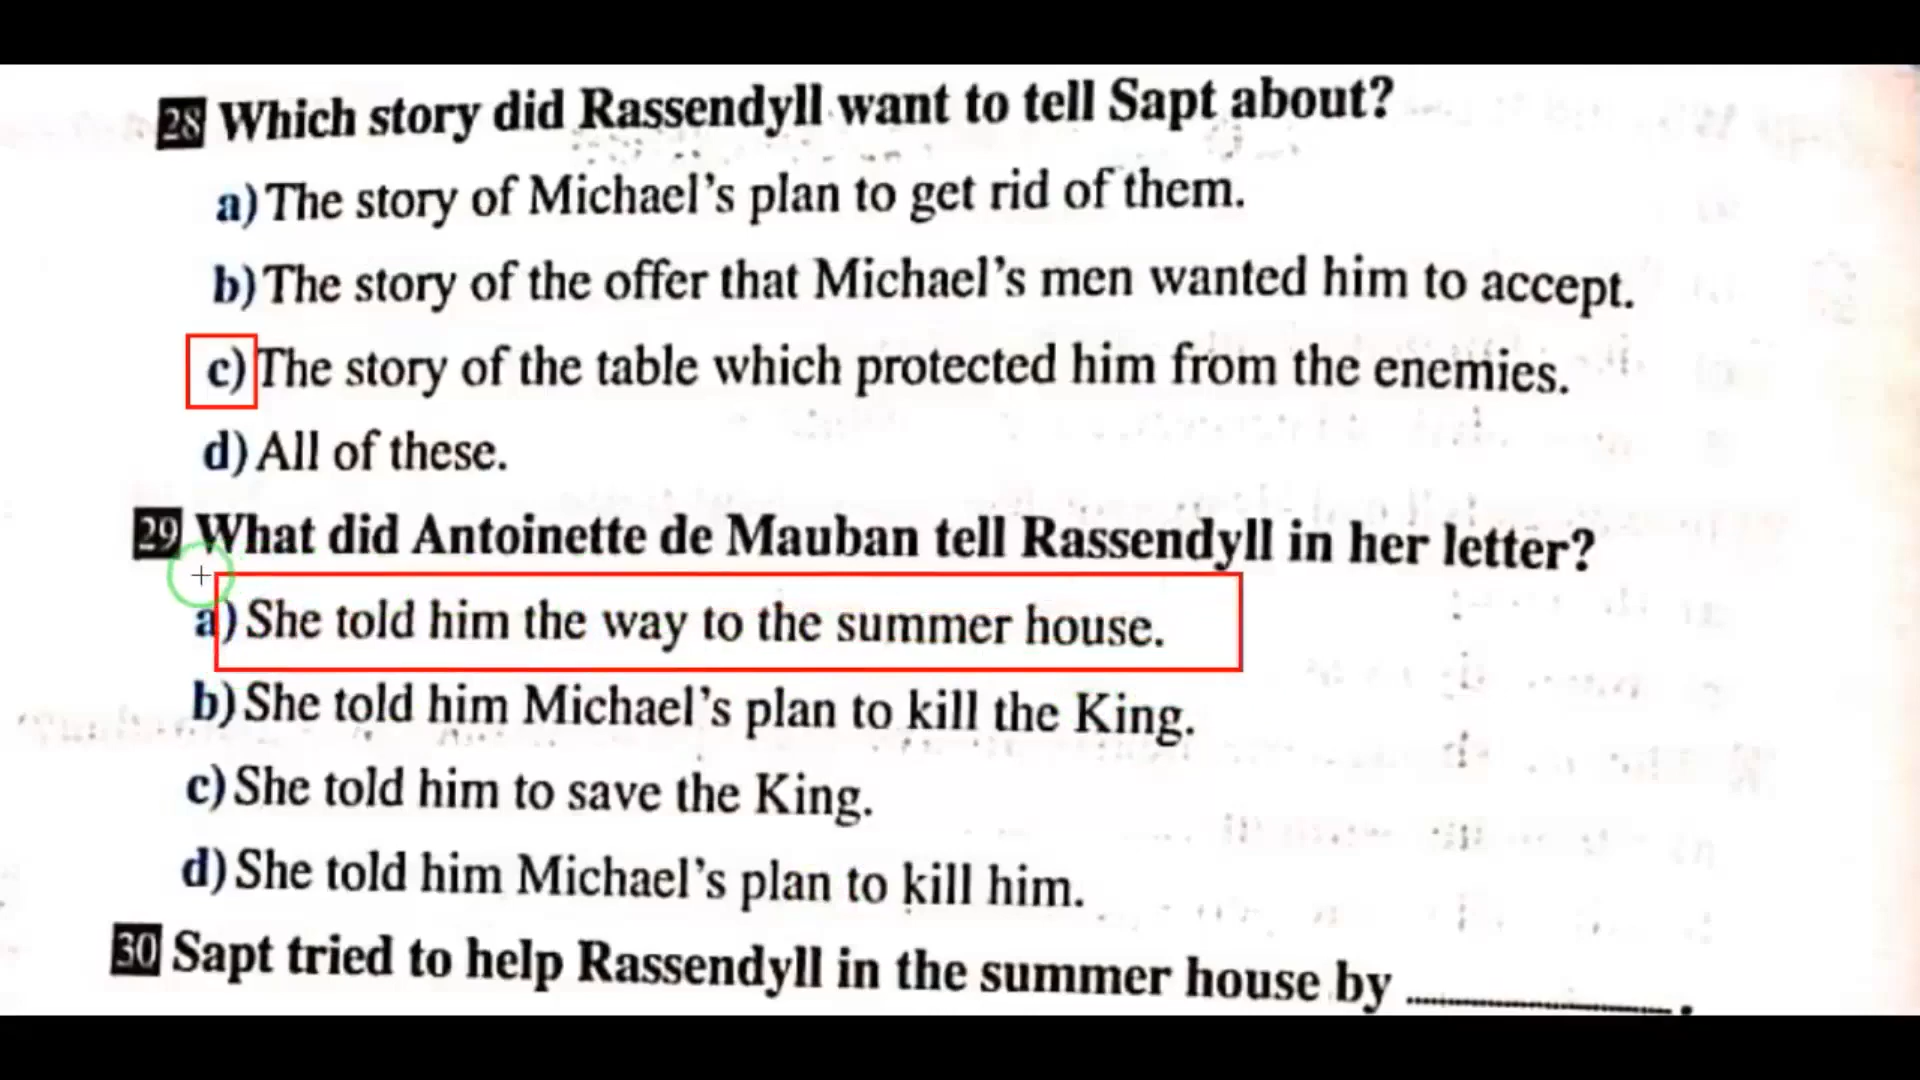 28 Which story did Rassendyll want to tell Sapt about?
a) The story of Michael's plan to get rid of them.
b) The story of the offer that Michael's men wanted him to accept.
c) The story of the table which protected him from the enemies.
d) All of these.
29 What did Antoinette de Mauban tell Rassendyll in her letter?
a) She told him the way to the summer house.
b) She told him Michael's plan to kill the King.
c) She told him to save the King.
d) She told him Michael's plan to kill him.
30 Sapt tried to help Rassendyll in the summer house by .................... .